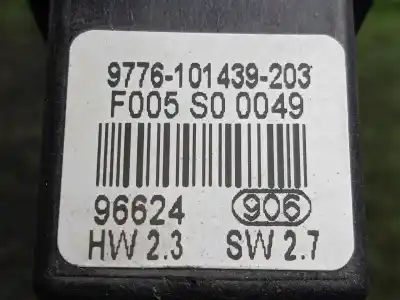 9776-101439-203
F005 S0 0049
96624 906
HW 2.3 SW 2.7